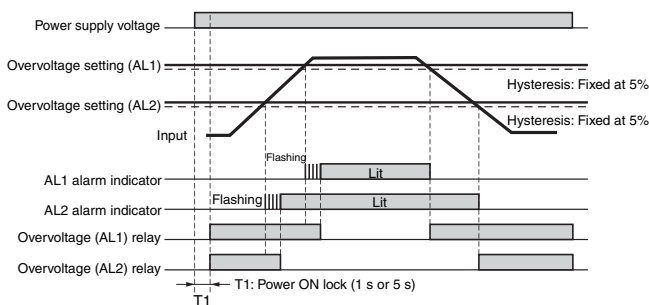 Power supply voltage
Overvoltage setting (AL1)
Hysteresis: Fixed at 5%
Overvoltage setting (AL2)
Hysteresis: Fixed at 5%
Input
Flashing
AL1 alarm indicator
Lit
Flashing
AL2 alarm indicator
Lit
Overvoltage (AL1) relay
Overvoltage (AL2) relay
T1: Power ON lock (1 s or 5 s)
T1